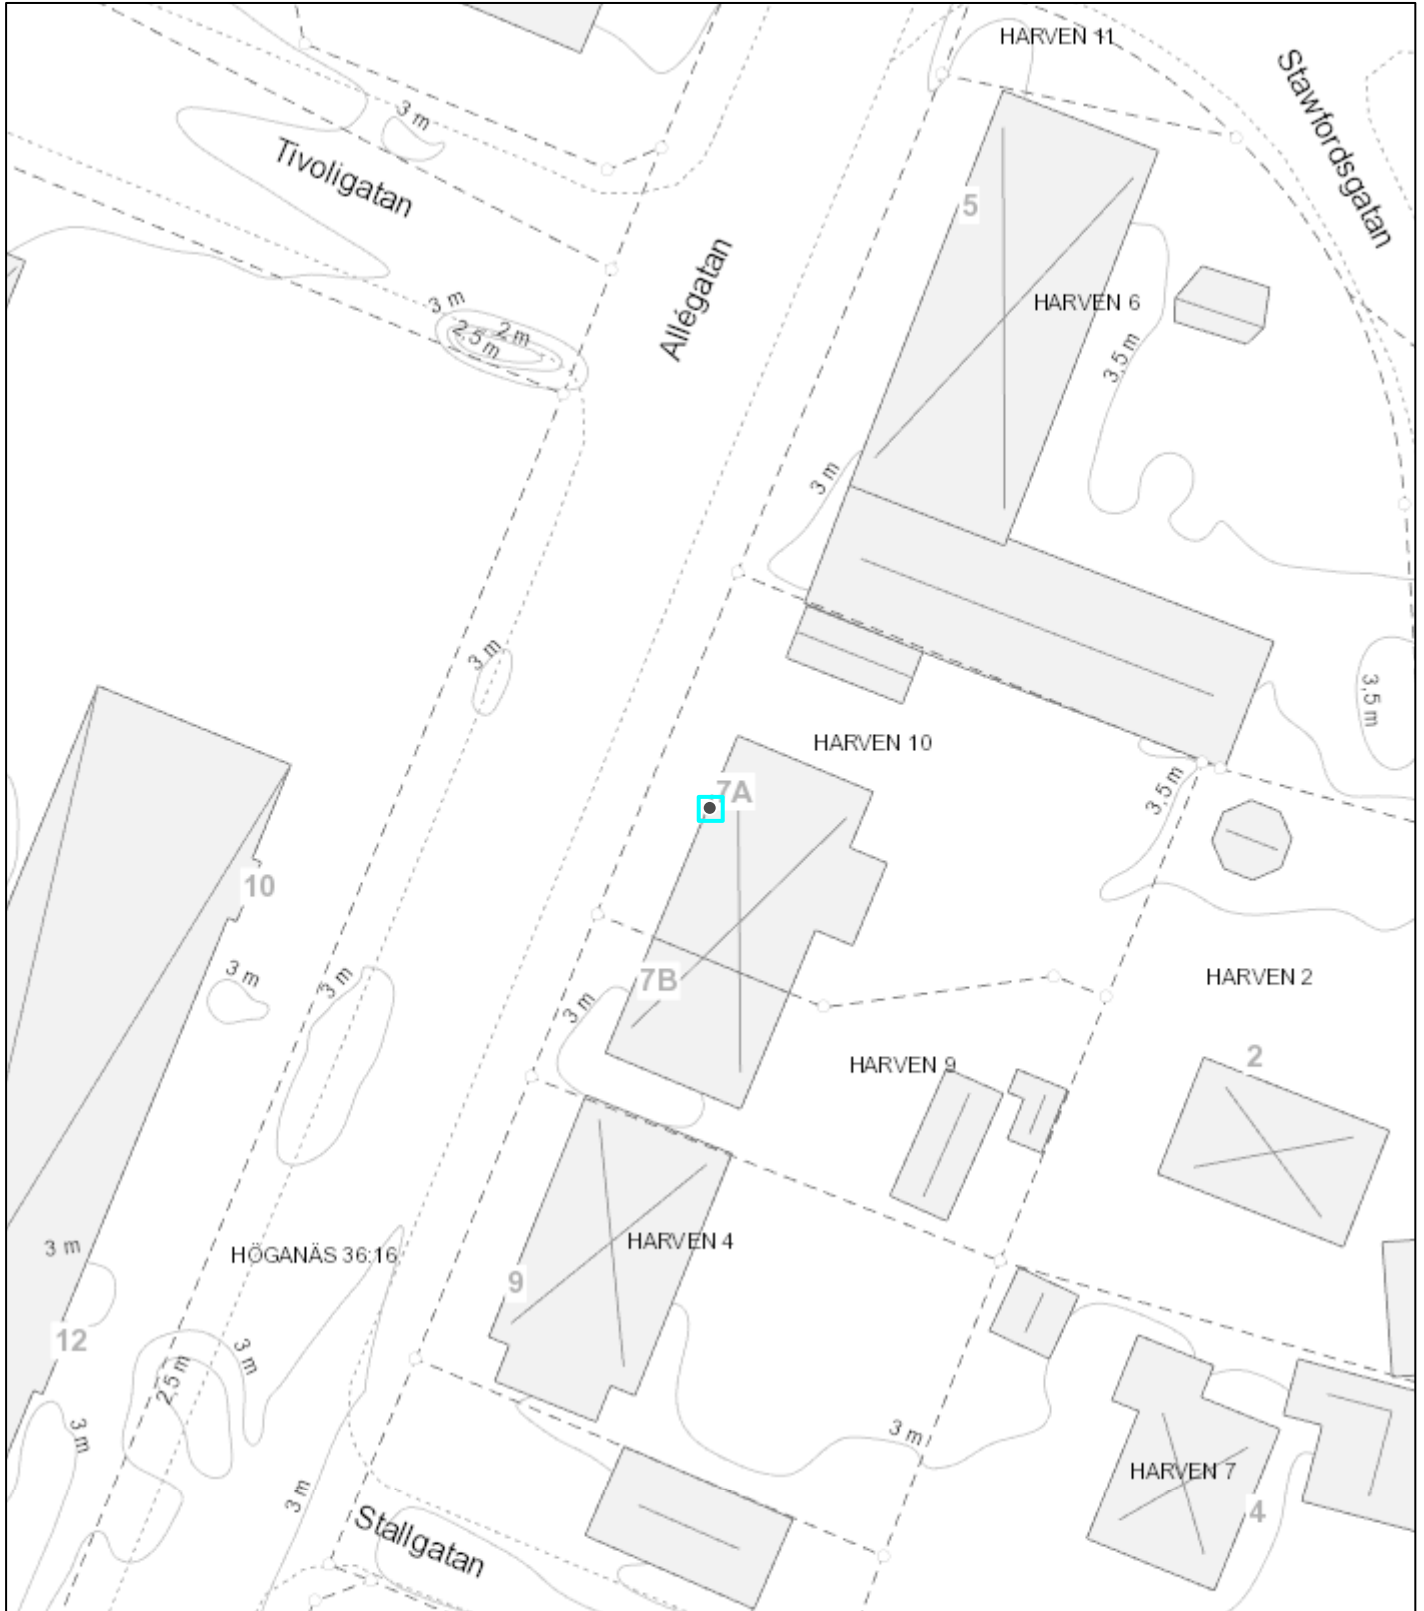 HARVEN 11
Stawfordsgatan
3 m
Tivoligatan
5
Allégatan
3 m
2 m
2,5 m
HARVEN 6
3,5 m
3 m
3 m
3,5 m
HARVEN 10
7A
3,5 m
10
3 m
3 m
7B
3 m
HARVEN 2
HARVEN 9
2
HARVEN 4
3 m
HÖGANÄS 36:16
9
12
3 m
2,5 m
3 m
3 m
HARVEN 7
3 m
4
Stallgatan